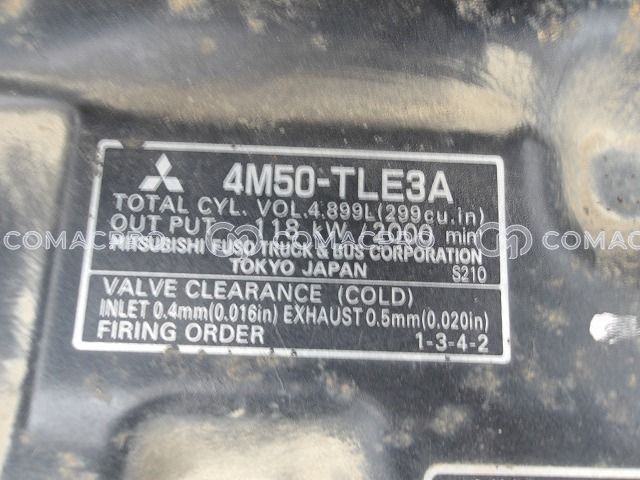 4M50-TLE3A
TOTAL CYL. VOL.4.899L(299cu.in)
OUT PUT 118 kW /2000 min
MITSUBISHI FUSO TRUCK & BUS CORPORATION
TOKYO JAPAN S210
VALVE CLEARANCE (COLD)
INLET 0.4mm(0.016in) EXHAUST 0.5mm(0.020in)
FIRING ORDER 1-3-4-2